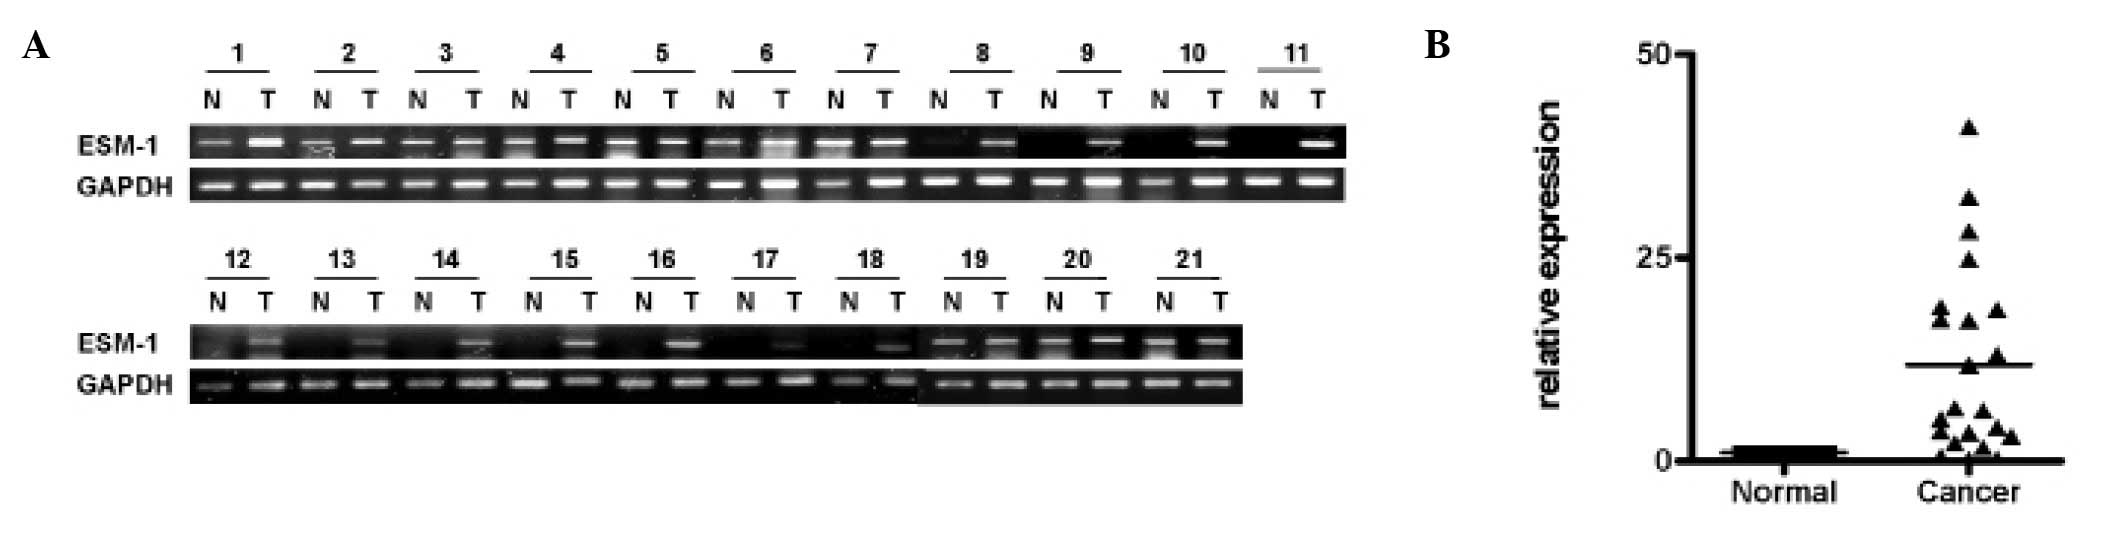 A
1 2 3 4 5 6 7 8 9 10 11
N T N T N T N T N T N T N T N T N T N T N T
ESM-1
GAPDH
12 13 14 15 16 17 18 19 20 21
N T N T N T N T N T N T N T N T N T N T
ESM-1
GAPDH
B
relative expression
50
25
0
Normal Cancer